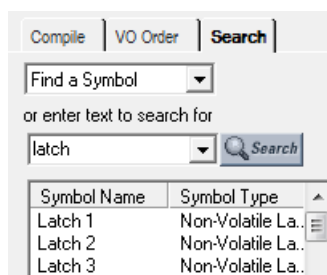 Compile VO Order Search
Find a Symbol
or enter text to search for
latch Search
Symbol Name Symbol Type
Latch 1 Non-Volatile La..
Latch 2 Non-Volatile La..
Latch 3 Non-Volatile La..